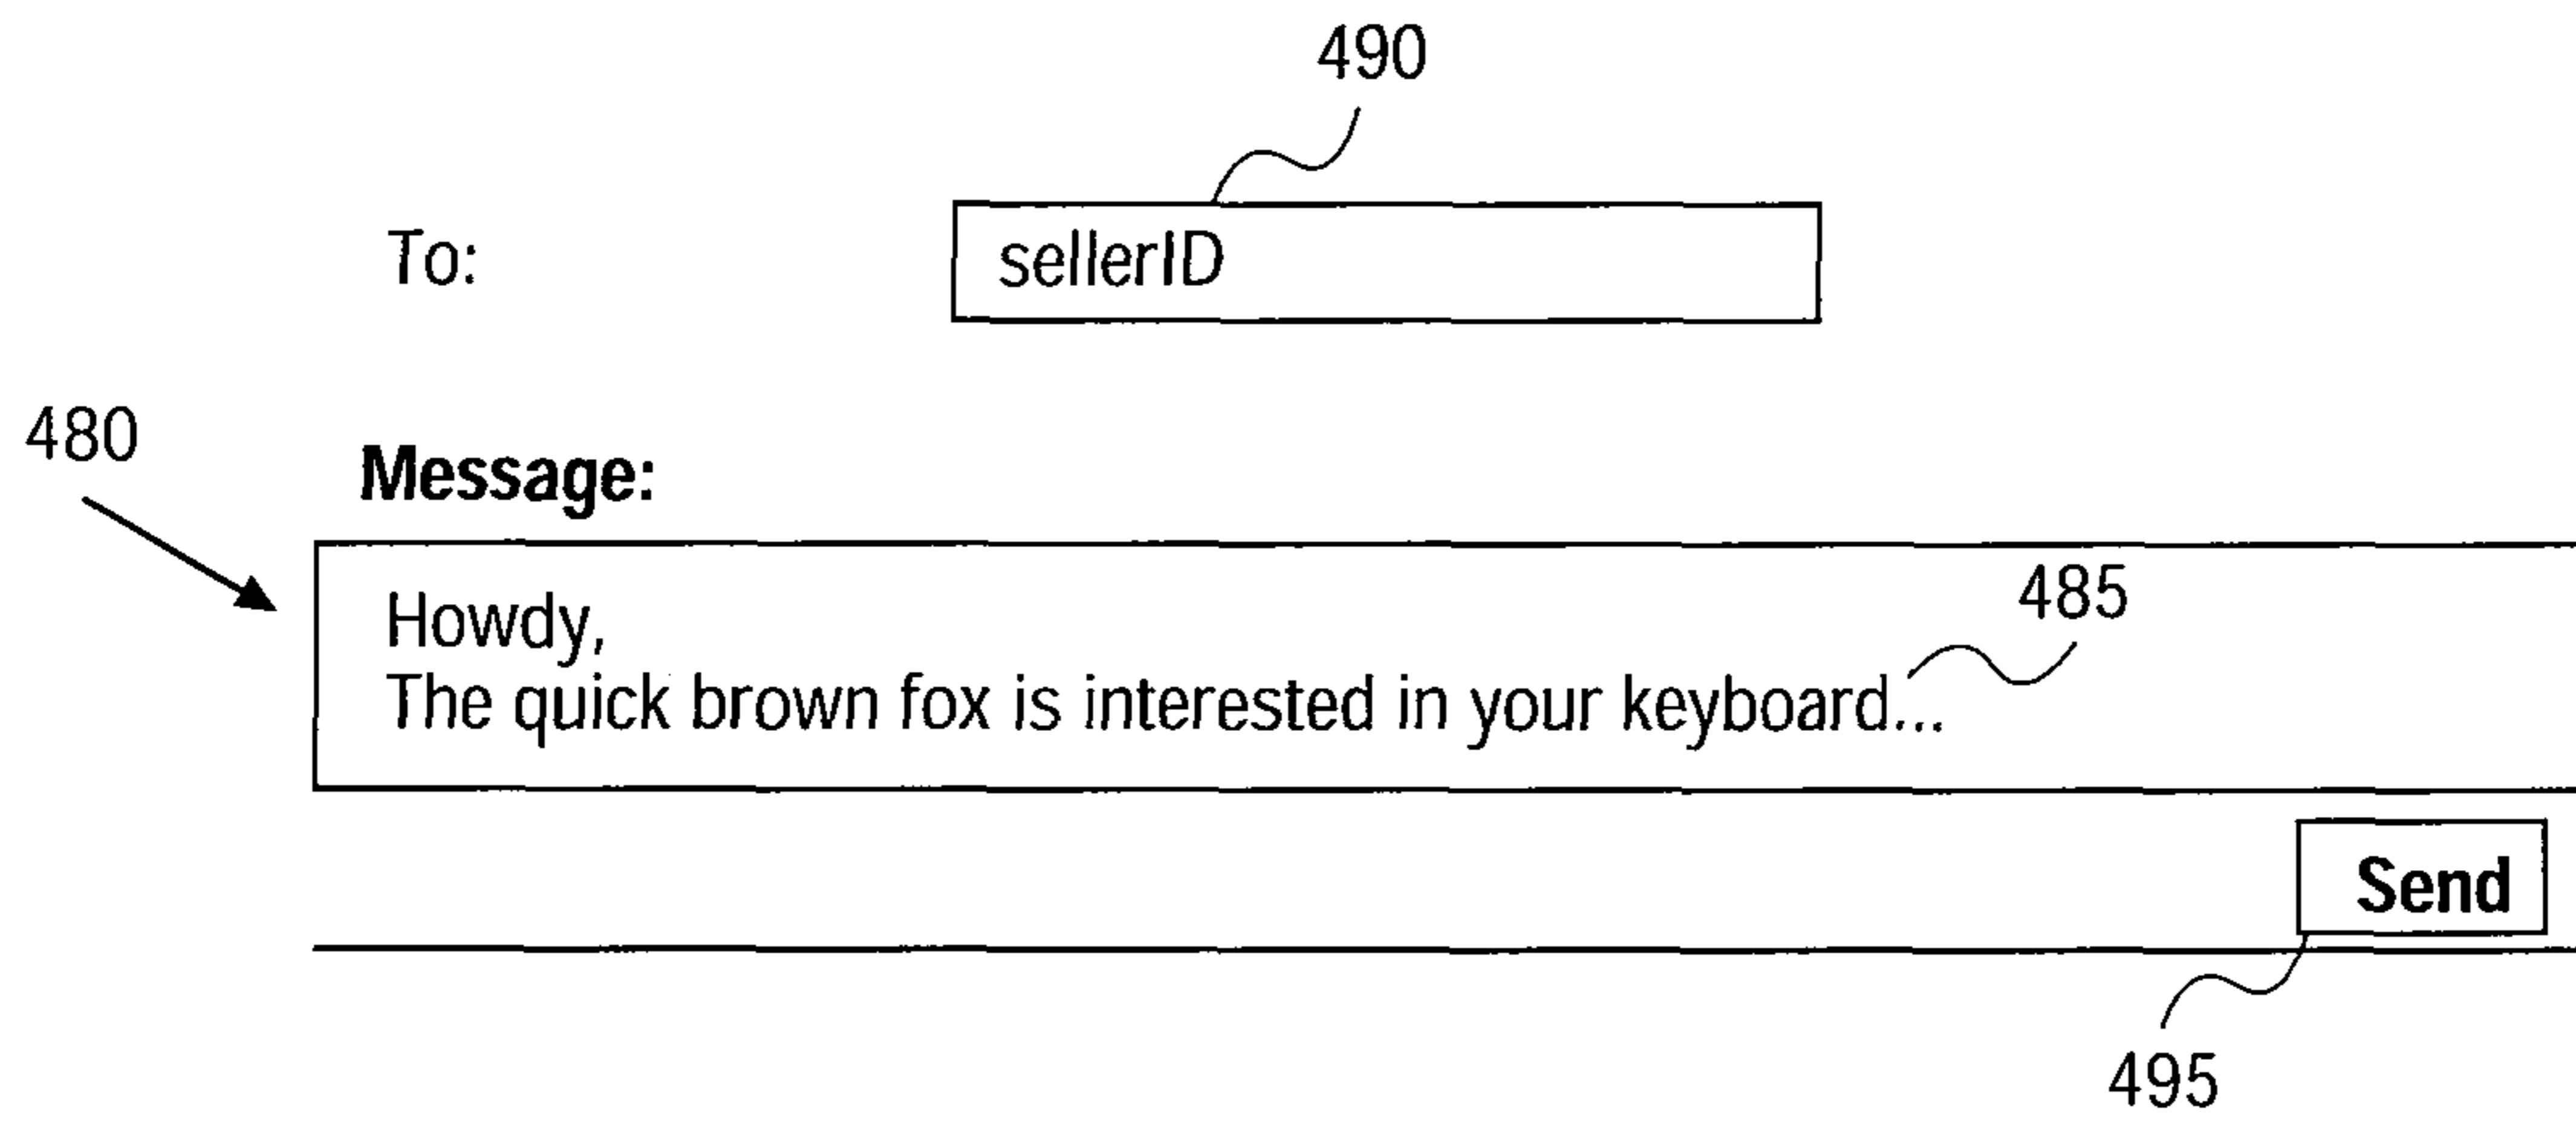 490
To:
sellerID
480
Message:
485
Howdy,
The quick brown fox is interested in your keyboard...
Send
495